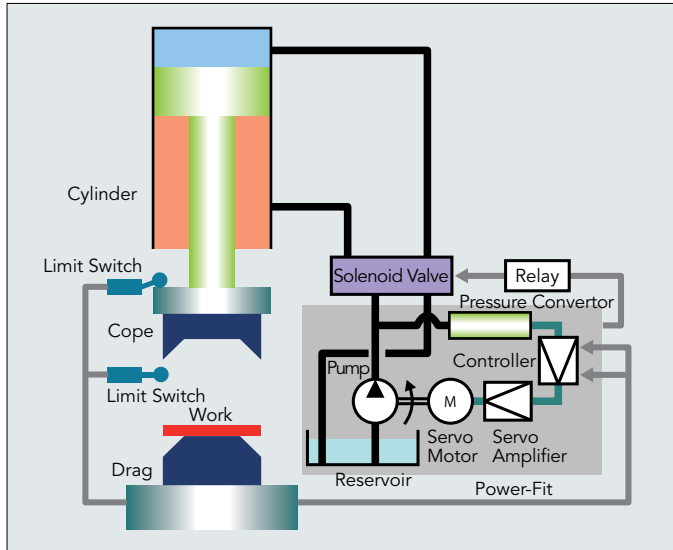 Cylinder
Limit Switch
Solenoid Valve
Relay
Pressure Convertor
Cope
Controller
Pump
Limit Switch
M
Work
Servo
Motor
Servo
Amplifier
Drag
Reservoir
Power-Fit